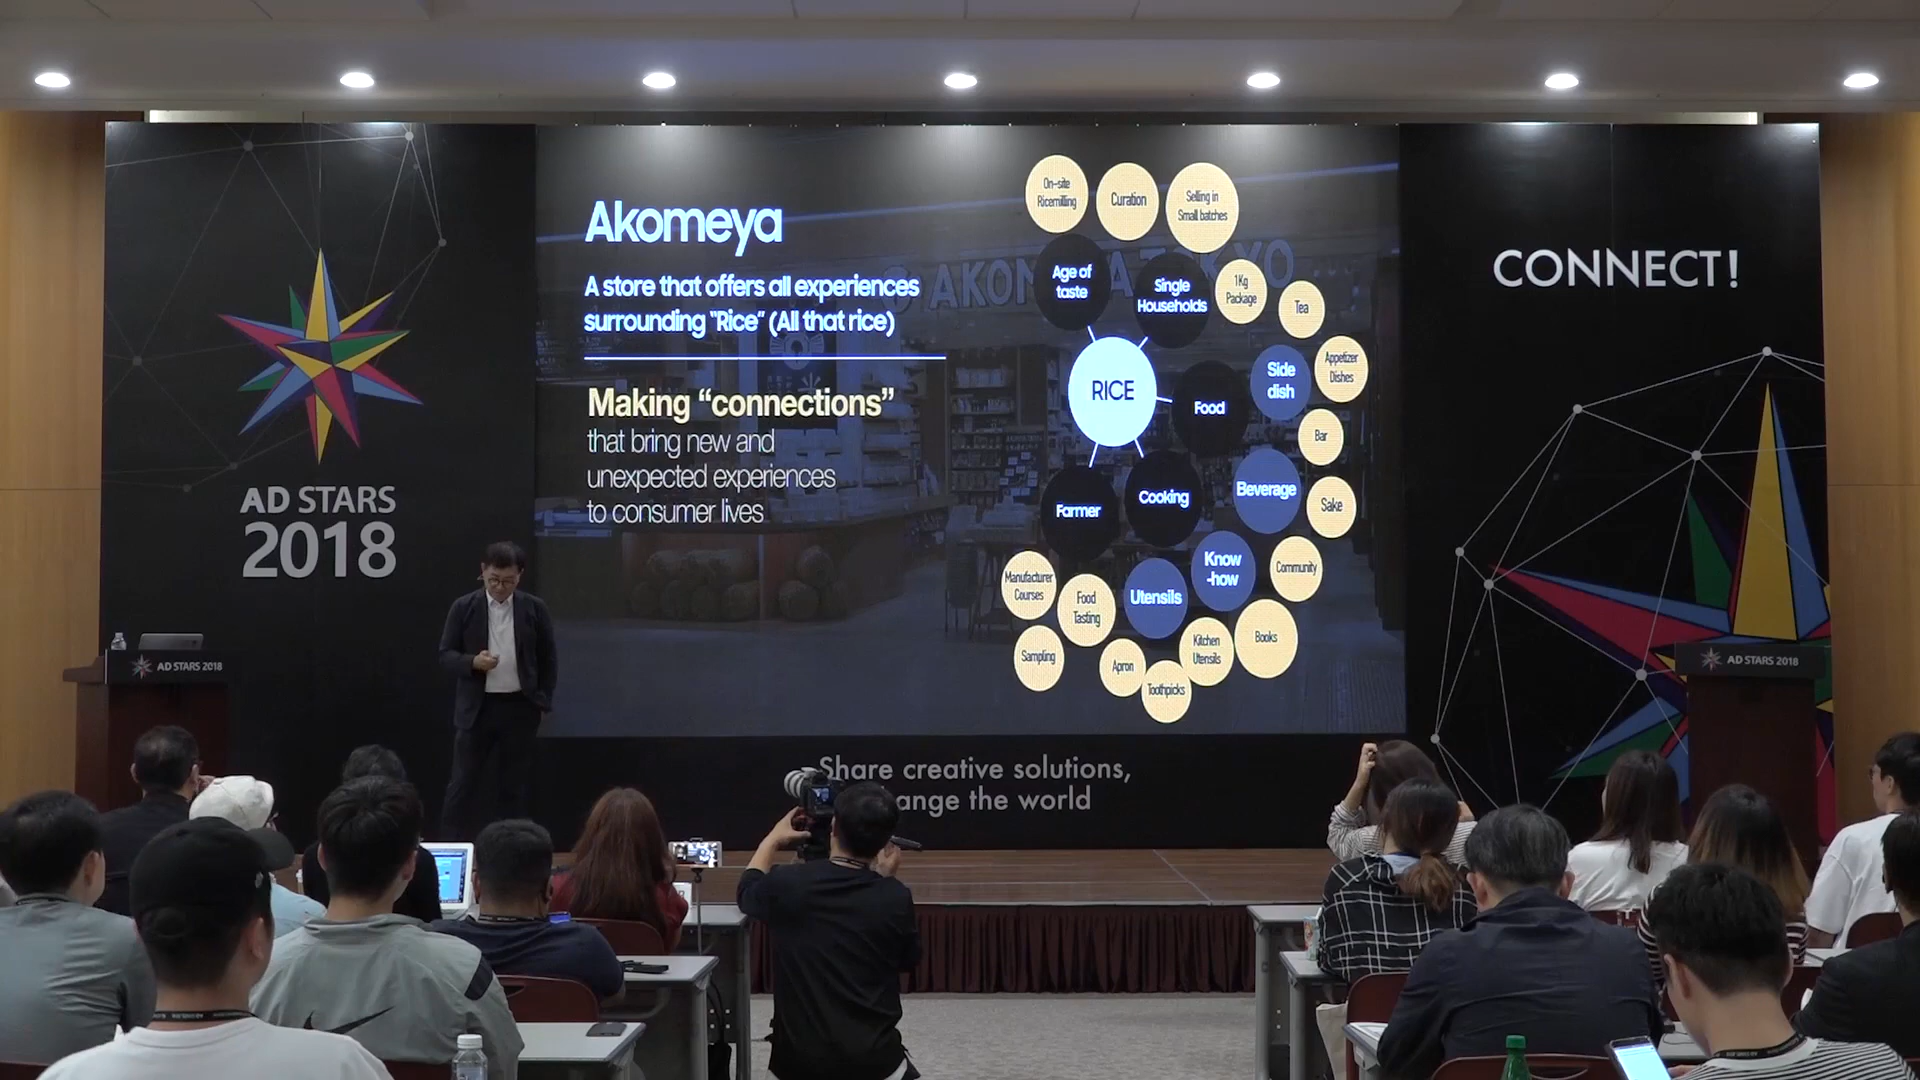 AD STARS
2018
Akomeya
A store that offers all experiences
surrounding "Rice" (All that rice)
Making “connections”
that bring new and
unexpected experiences
to consumer lives
On-site
Ricemilling
Curation
Selling in
Small batches
Age of
taste
Single
Households
1Kg
Package
Tea
RICE
Food
Side
dish
Appetizer
Dishes
Bar
Farmer
Cooking
Beverage
Sake
Know
-how
Community
Manufacturer
Courses
Food
Tasting
Utensils
Sampling
Apron
Toothpicks
Kitchen
Utensils
Books
CONNECT!
AD STARS 2018
AD STARS 2018
Share creative solutions,
ange the world